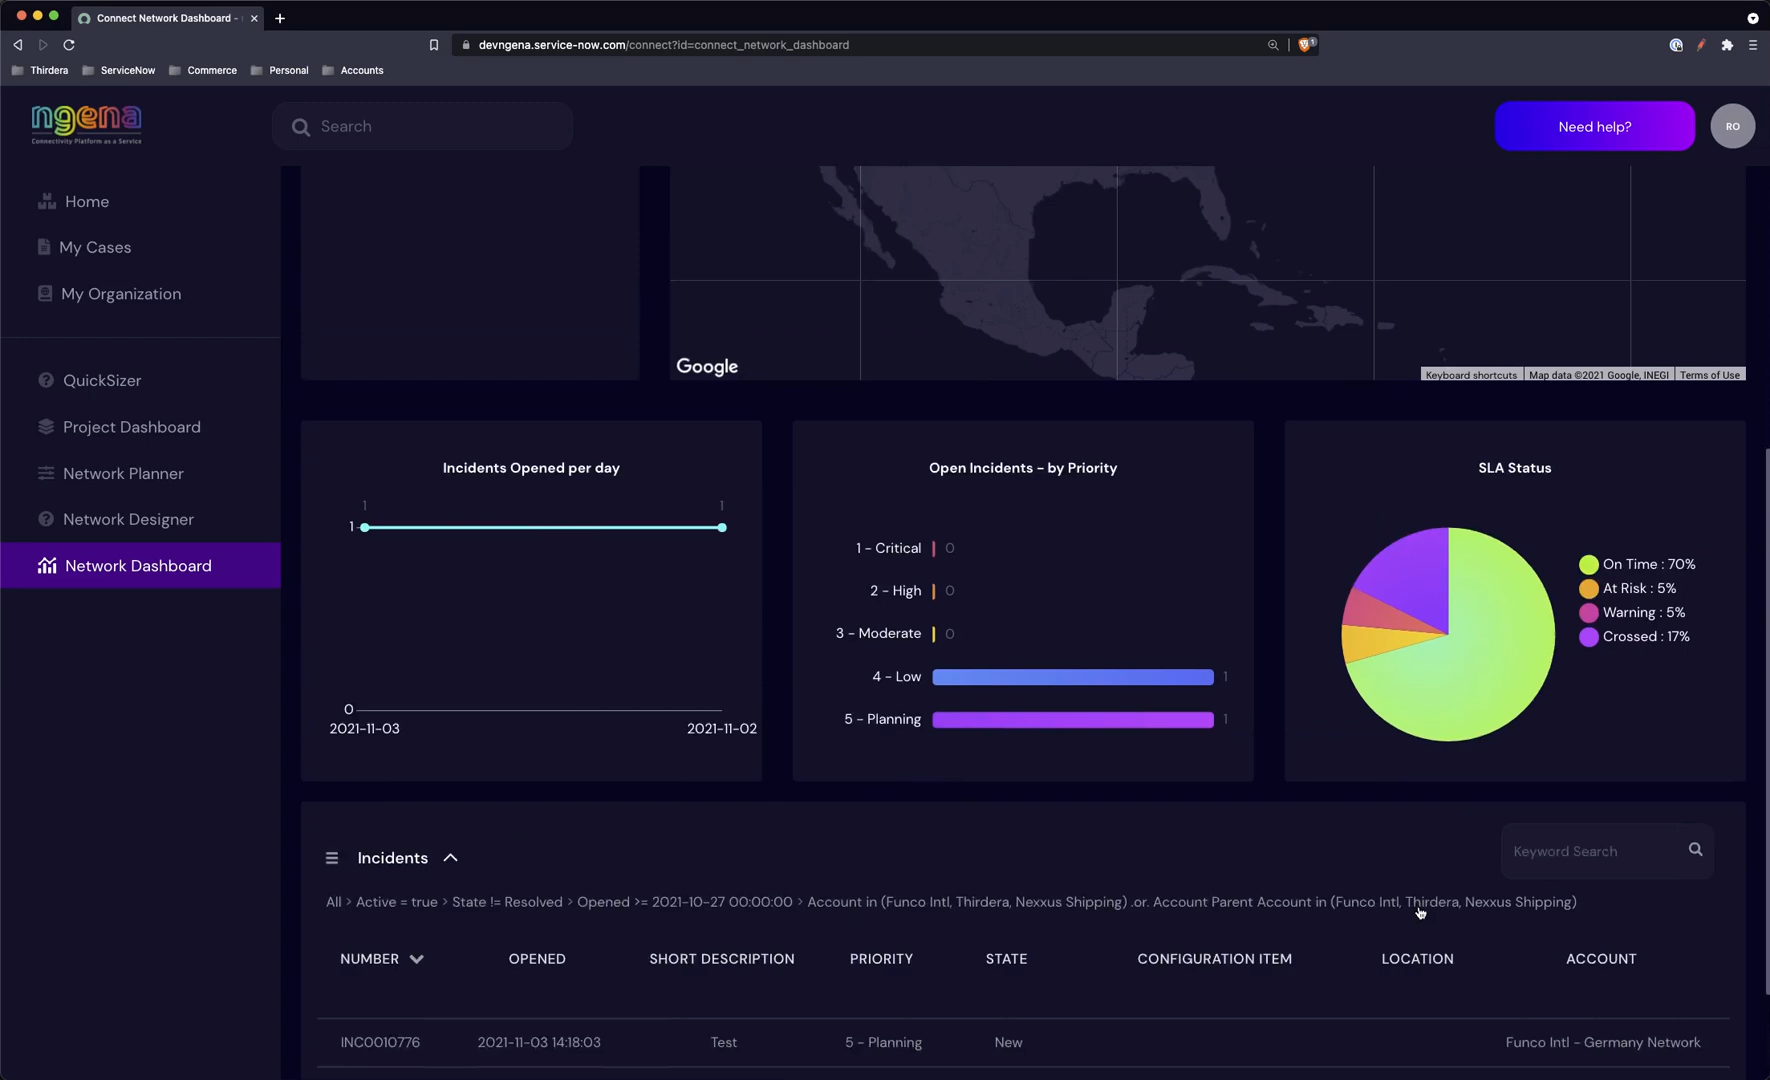 Connect Network Dashboard -
devngena.service-now.com/connect?id=connect_network_dashboard
1
Thirdera ServiceNow Commerce Personal Accounts
ngena
Connectivity Platform as a Service
Search
Need help?
RO
Home
My Cases
My Organization
QuickSizer
Project Dashboard
Network Planner
Network Designer
Network Dashboard
Google
Keyboard shortcuts Map data ©2021 Google, INEGI Terms of Use
Incidents Opened per day
1 1
1
0
2021-11-03 2021-11-02
Open Incidents - by Priority
1 - Critical 0
2 - High 0
3 - Moderate 0
4 - Low 1
5 - Planning 1
SLA Status
On Time : 70%
At Risk : 5%
Warning : 5%
Crossed : 17%
Incidents
Keyword Search
All > Active = true > State != Resolved > Opened >= 2021-10-27 00:00:00 > Account in (Funco Intl, Thirdera, Nexxus Shipping) .or. Account Parent Account in (Funco Intl, Thirdera, Nexxus Shipping)
NUMBER OPENED SHORT DESCRIPTION PRIORITY STATE CONFIGURATION ITEM LOCATION ACCOUNT
INC0010776 2021-11-03 14:18:03 Test 5 - Planning New Funco Intl - Germany Network